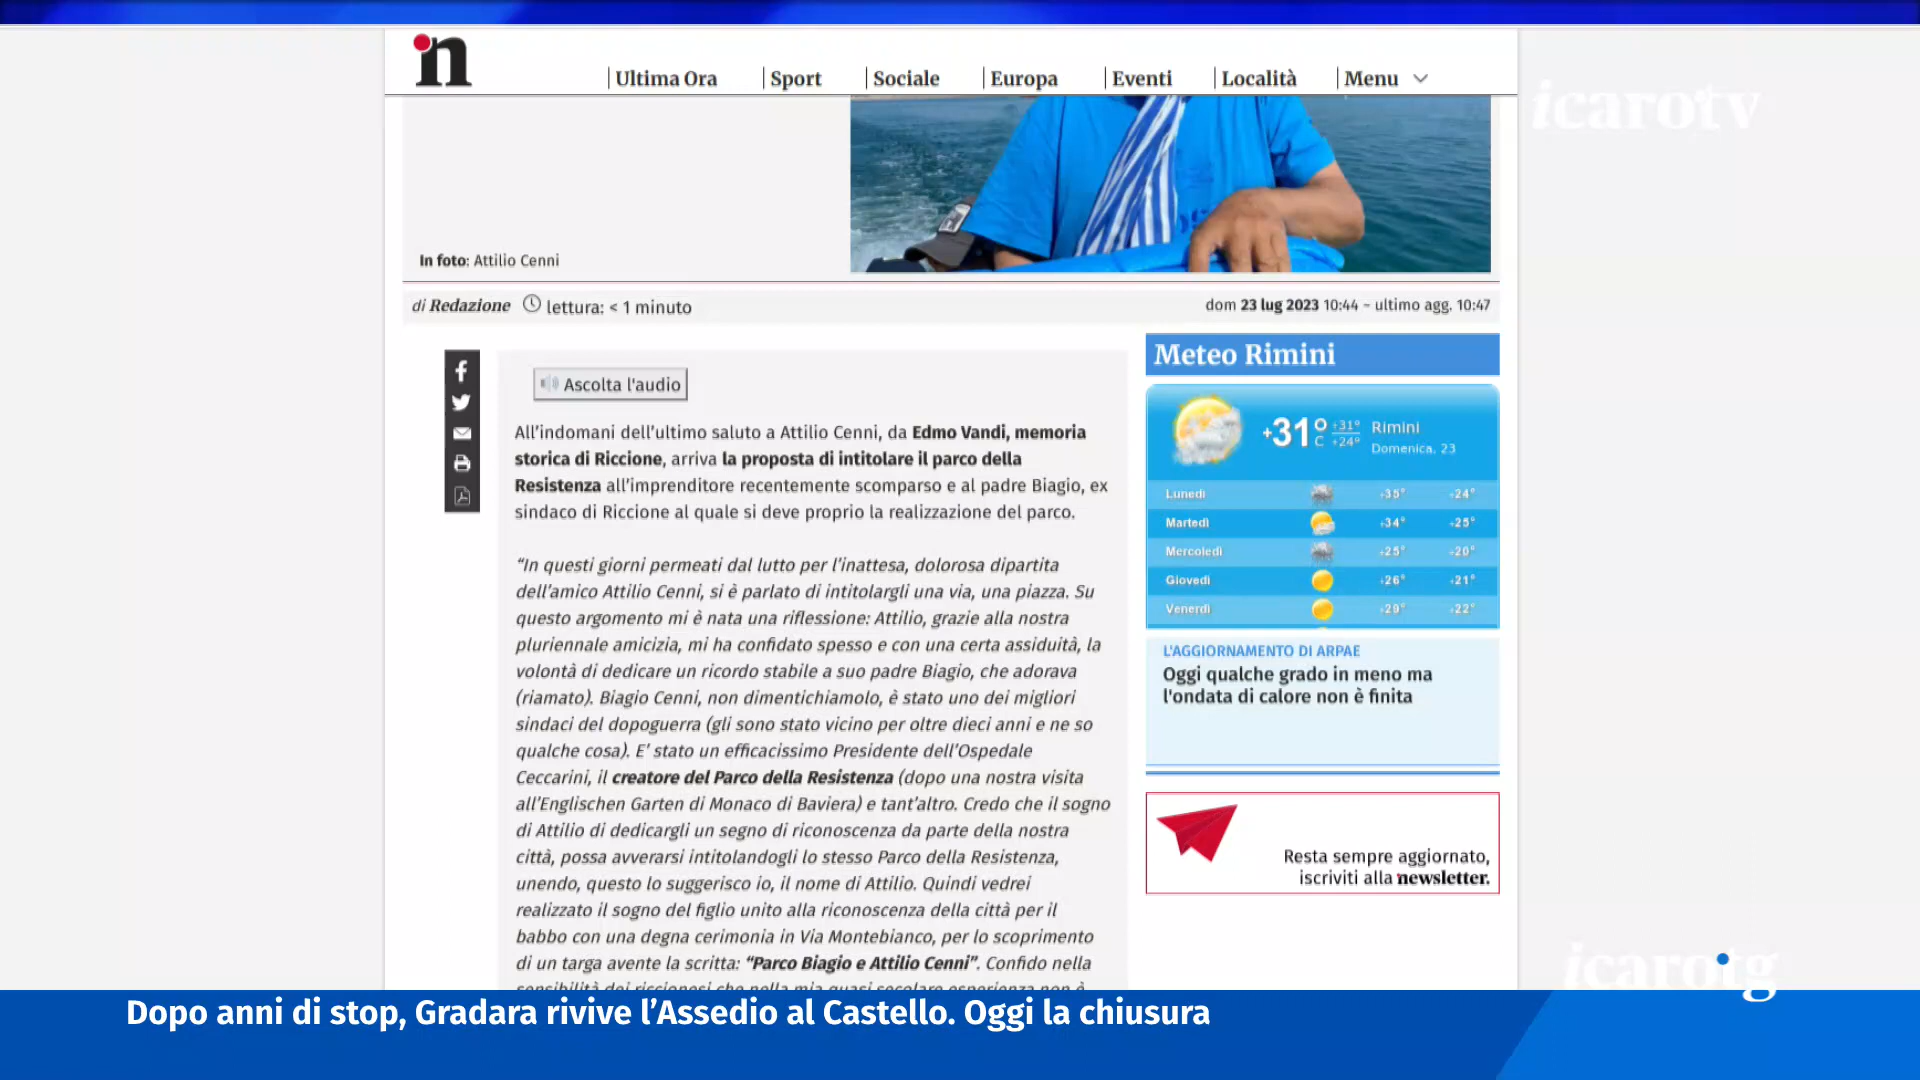 n
Ultima Ora
Sport
Sociale
Europa
Eventi
Località
Menu
icarotv
In foto: Attilio Cenni
di Redazione
lettura: < 1 minuto
dom 23 lug 2023 10:44 ~ ultimo agg. 10:47
Ascolta l'audio
All’indomani dell’ultimo saluto a Attilio Cenni, da Edmo Vandi, memoria
storica di Riccione, arriva la proposta di intitolare il parco della
Resistenza all’imprenditore recentemente scomparso e al padre Biagio, ex
sindaco di Riccione al quale si deve proprio la realizzazione del parco.
“In questi giorni permeati dal lutto per l’inattesa, dolorosa dipartita
dell’amico Attilio Cenni, si è parlato di intitolargli una via, una piazza. Su
questo argomento mi è nata una riflessione: Attilio, grazie alla nostra
pluriennale amicizia, mi ha confidato spesso e con una certa assiduità, la
volontà di dedicare un ricordo stabile a suo padre Biagio, che adorava
(riamato). Biagio Cenni, non dimentichiamolo, è stato uno dei migliori
sindaci del dopoguerra (gli sono stato vicino per oltre dieci anni e ne so
qualche cosa). E’ stato un efficacissimo Presidente dell’Ospedale
Ceccarini, il creatore del Parco della Resistenza (dopo una nostra visita
all’Englischen Garten di Monaco di Baviera) e tant’altro. Credo che il sogno
di Attilio di dedicargli un segno di riconoscenza da parte della nostra
città, possa avverarsi intitolandogli lo stesso Parco della Resistenza,
unendo, questo lo suggerisco io, il nome di Attilio. Quindi vedrei
realizzato il sogno del figlio unito alla riconoscenza della città per il
babbo con una degna cerimonia in Via Montebianco, per lo scoprimento
di un targa avente la scritta: “Parco Biagio e Attilio Cenni”. Confido nella
sensibilità dei riccionesi che nella mia quasi secolare esperienza non è
Meteo Rimini
+31°C +31° +24° Rimini
Domenica, 23
Lunedì +35° +24°
Martedì +34° +25°
Mercoledì +25° +20°
Giovedì +26° +21°
Venerdì +29° +22°
L'AGGIORNAMENTO DI ARPAE
Oggi qualche grado in meno ma
l'ondata di calore non è finita
Resta sempre aggiornato,
iscriviti alla newsletter.
icarotg
Dopo anni di stop, Gradara rivive l’Assedio al Castello. Oggi la chiusura